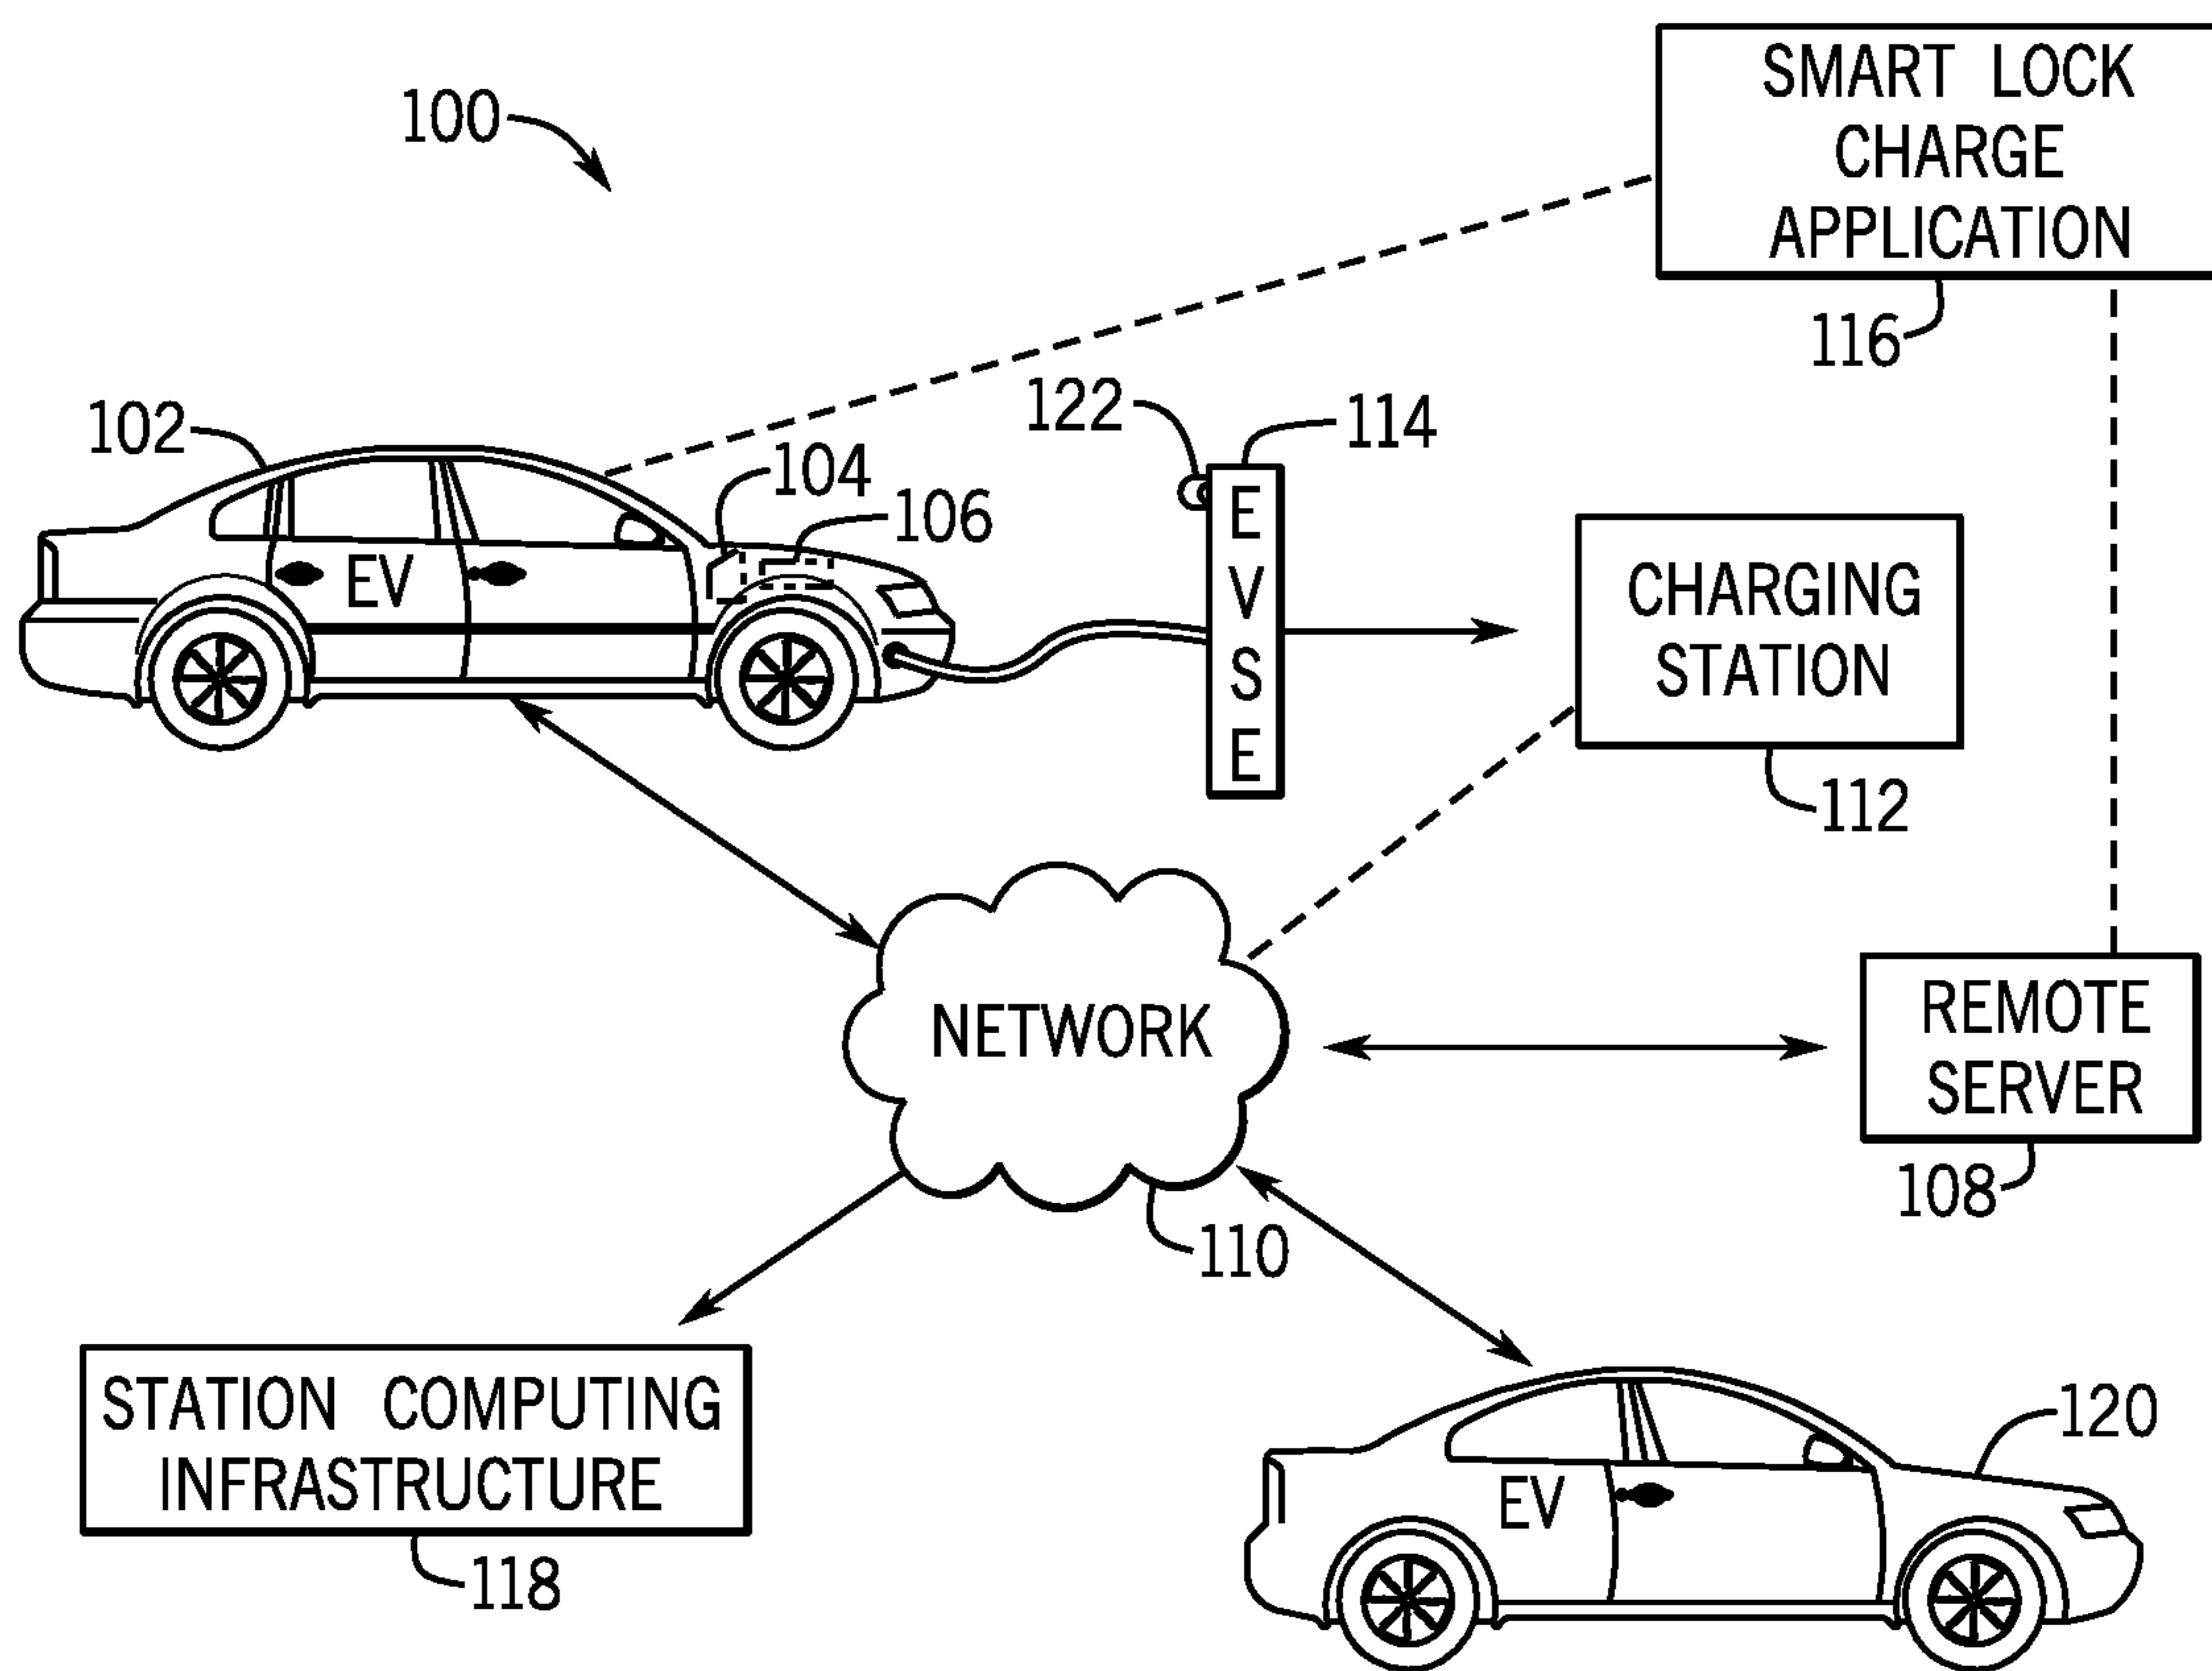 SMART LOCK
CHARGE
APPLICATION
100
116
122
114
102
104
106
EV
E
V
S
E
CHARGING
STATION
112
NETWORK
REMOTE
SERVER
108
110
STATION COMPUTING
INFRASTRUCTURE
118
120
EV